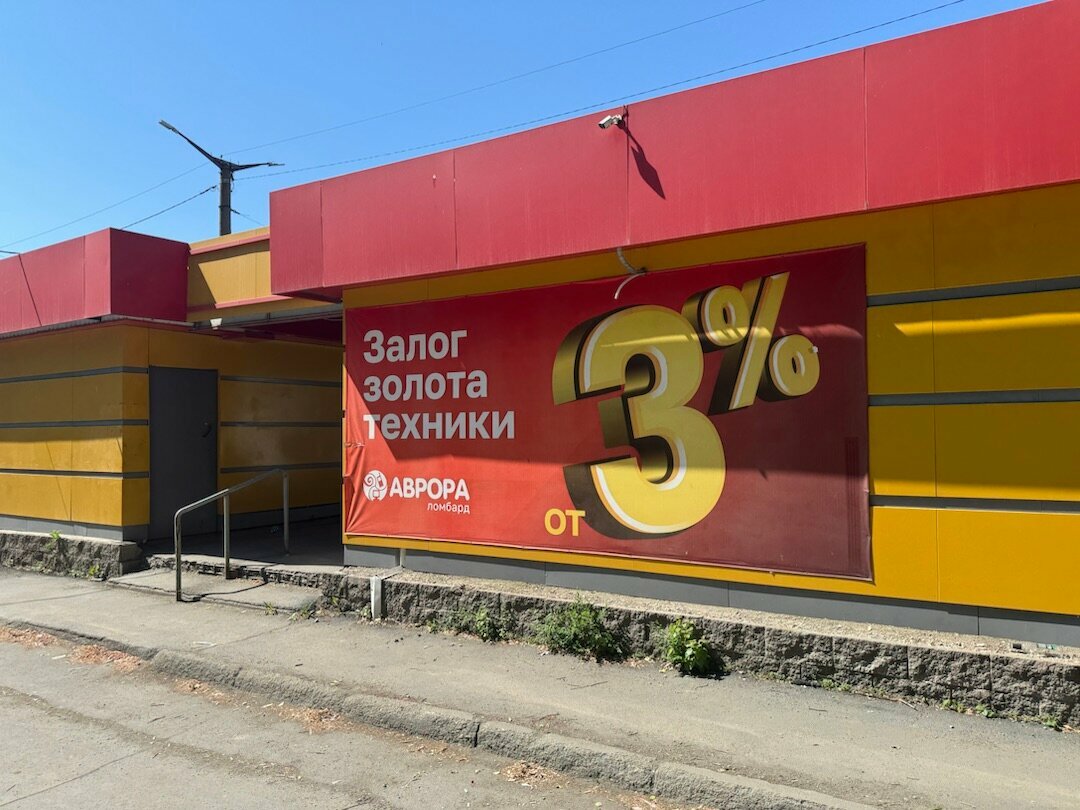 Залог
золота
техники
АВРОРА
ломбард
от 3%